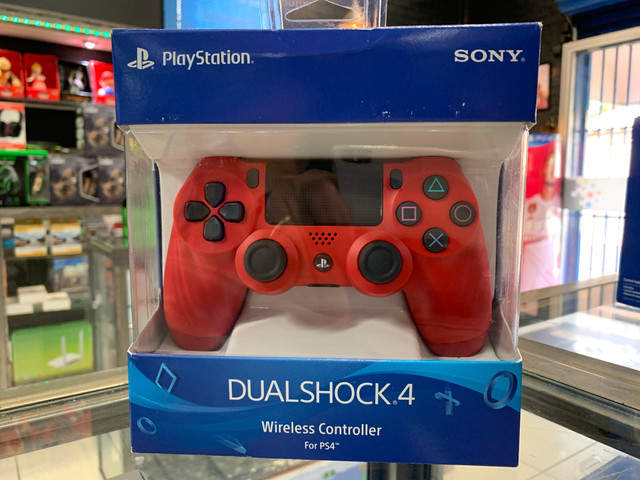 PlayStation®
SONY®
DUALSHOCK®4
Wireless Controller
For PS4™